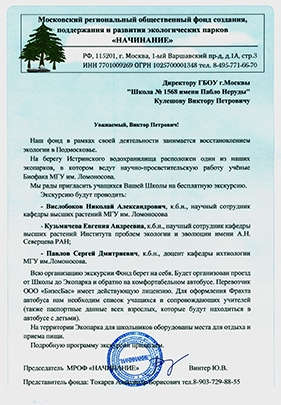 Московский региональный общественный фонд создания,
поддержания и развития экологических парков
«НАЧИНАНИЕ»
РФ, 115201, г. Москва, 1-ый Варшавский пр-д, д.1А, стр.3
ИНН 7701009269 ОГРН 1025700001348 тел. 8-495-771-66-70
Директору ГБОУ г.Москвы
"Школа № 1568 имени Пабло Неруды"
Кулешову Виктору Петровичу
Уважаемый, Виктор Петрович!
Наш фонд в рамках своей деятельности занимается восстановлением
экологии в Подмосковье.
На берегу Истринского водохранилища расположен один из наших
экопарков, в котором ведут научно-просветительскую работу учёные
Биофака МГУ им. Ломоносова.
Мы рады пригласить учащихся Вашей Школы на бесплатную экскурсию.
Экскурсию будут проводить:
- Вислобоков Николай Александрович, к.б.н., научный сотрудник
кафедры высших растений МГУ им. Ломоносова
- Кузьмичева Евгения Андреевна, к.б.н., научный сотрудник кафедры
высших растений Института проблем экологии и эволюции имени А.Н.
Северцева РАН;
- Павлов Сергей Дмитриевич, к.б.н., доцент кафедры ихтиологии
МГУ им.Ломоносова.
Всю организацию экскурсии Фонд берет на себя. Будет организован проезд
от Школы до Экопарка и обратно на комфортабельном автобусе. Перевозчик
ООО «БизесБас» имеет действующую лицензию. Для оформления Фрахта
автобуса нам необходим список учащихся и сопровождающих учителей
(также паспортные данные всех взрослых, которые будут находиться в
автобусе с детьми).
На территории Экопарка для школьников оборудованы места для отдыха и
приема пищи.
Подробную программу экскурсии прилагаем.
Председатель МРОФ «НАЧИНАНИЕ» Винтер Ю.В.
Представитель фонда: Токарев Александр Борисович тел.8-903-729-88-55